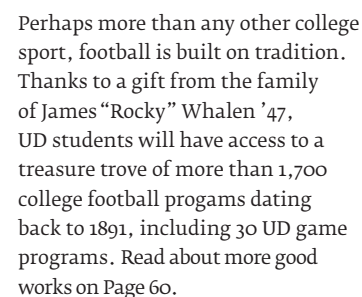 Perhaps more than any other college
sport, football is built on tradition.
Thanks to a gift from the family
of James “Rocky” Whalen ’47,
UD students will have access to a
treasure trove of more than 1,700
college football progams dating
back to 1891, including 30 UD game
programs. Read about more good
works on Page 60.